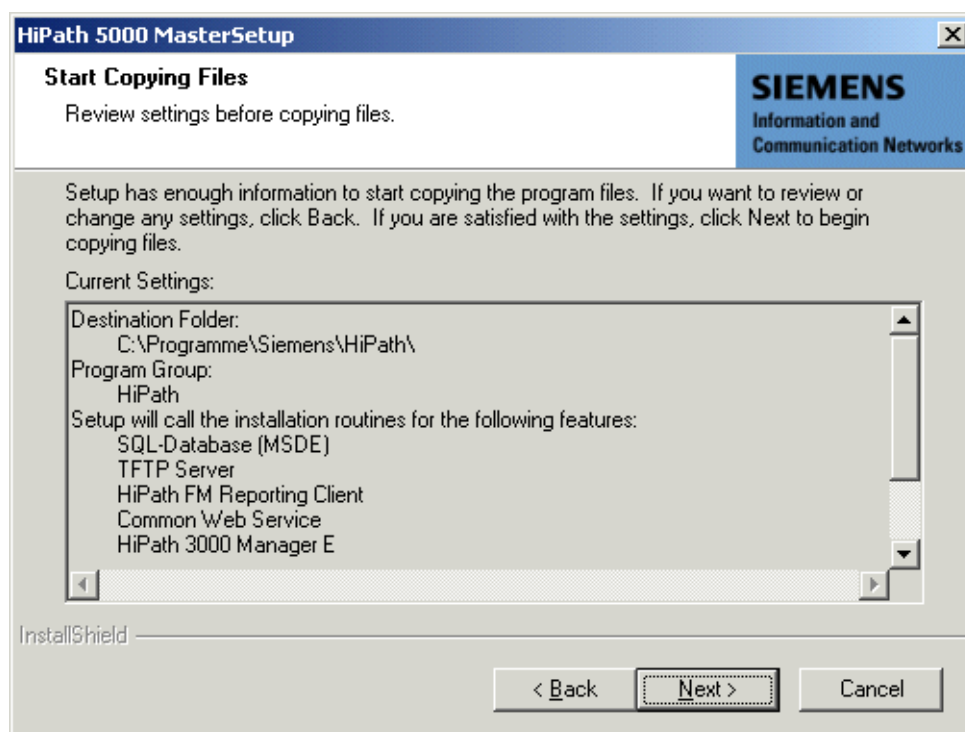 HiPath 5000 MasterSetup
Start Copying Files
Review settings before copying files.
SIEMENS
Information and
Communication Networks
Setup has enough information to start copying the program files. If you want to review or
change any settings, click Back. If you are satisfied with the settings, click Next to begin
copying files.
Current Settings:
Destination Folder:
C:\Programme\Siemens\HiPath\
Program Group:
HiPath
Setup will call the installation routines for the following features:
SQL-Database (MSDE)
TFTP Server
HiPath FM Reporting Client
Common Web Service
HiPath 3000 Manager E
InstallShield
< Back
Next >
Cancel